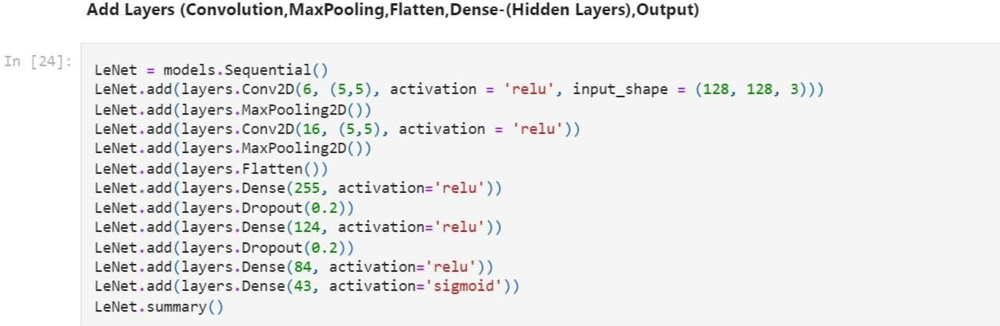 Add Layers (Convolution,MaxPooling,Flatten,Dense-(Hidden Layers),Output)
In [24]:
LeNet = models.Sequential()
LeNet.add(layers.Conv2D(6, (5,5), activation = 'relu', input_shape = (128, 128, 3)))
LeNet.add(layers.MaxPooling2D())
LeNet.add(layers.Conv2D(16, (5,5), activation = 'relu'))
LeNet.add(layers.MaxPooling2D())
LeNet.add(layers.Flatten())
LeNet.add(layers.Dense(255, activation='relu'))
LeNet.add(layers.Dropout(0.2))
LeNet.add(layers.Dense(124, activation='relu'))
LeNet.add(layers.Dropout(0.2))
LeNet.add(layers.Dense(84, activation='relu'))
LeNet.add(layers.Dense(43, activation='sigmoid'))
LeNet.summary()